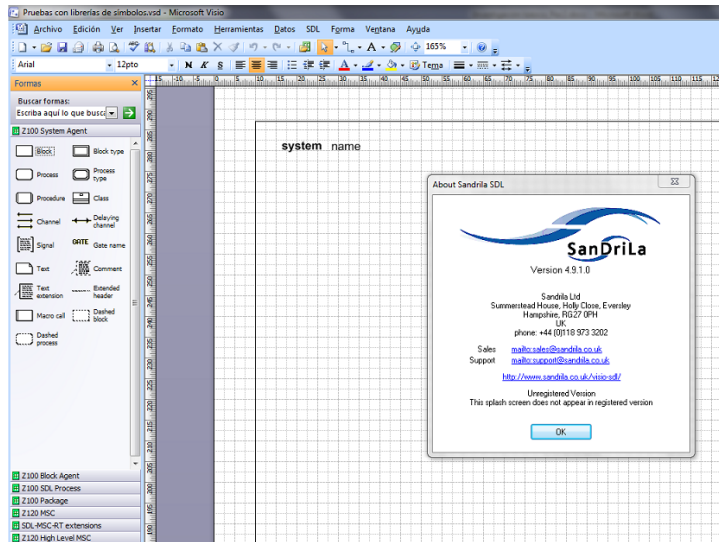 Pruebas con librerias de simbolos.vsd - Microsoft Visio
Archivo Edición Ver Insertar Formato Herramientas Datos SDL Forma Ventana Ayuda
165%
Arial 12pto N K S Tema
Formas
Buscar formas:
Escriba aquí lo que busca
Z100 System Agent
Block Block type
Process Process type
Procedure Class
Channel Delaying channel
Signal GATE Gate name
Text Comment
Text extension Extended header
Macro call Dashed block
Dashed process
Z100 Block Agent
Z100 SDL Process
Z100 Package
Z120 MSC
SDL-MSC-RT extensions
Z120 High Level MSC
system name
About Sandrila SDL
SanDriLa
Version 4.9.1.0
Sandrila Ltd
Summerstead House, Holly Close, Eversley
Hampshire, RG27 0PH
UK
phone: +44 (0)118 973 3202
Sales mailto:sales@sandrila.co.uk
Support mailto:support@sandrila.co.uk
http://www.sandrila.co.uk/visio-sdl/
Unregistered Version
This splash screen does not appear in registered version
OK